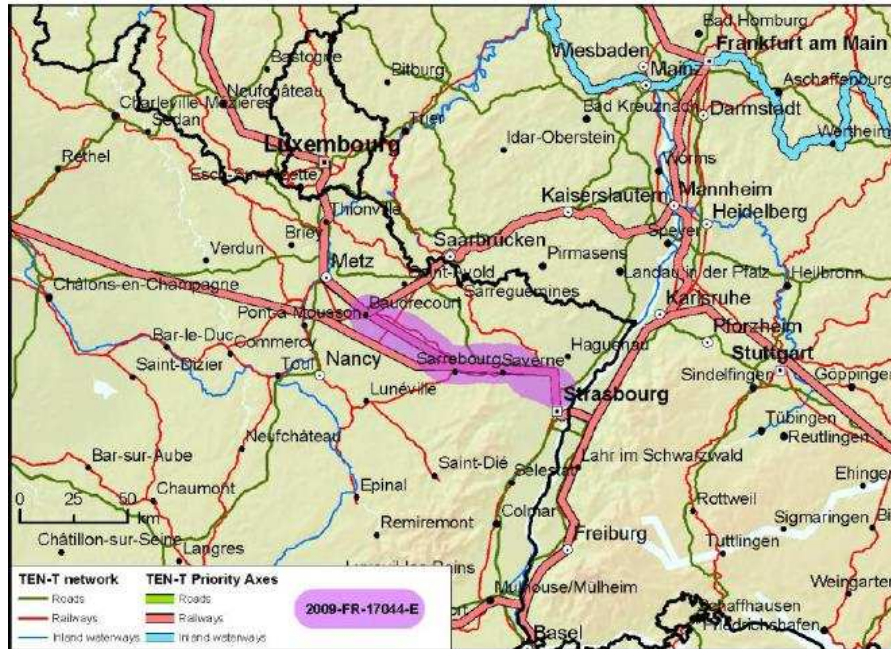 Bad Homburg
Wiesbaden
Frankfurt am Main
Bastogne
Bitburg
Mainz
Neufchâteau
Aschaffenburg
Charleville Mézières
Sedan
Bad Kreuznach
Darmstadt
Trier
Idar-Oberstein
Wertheim
Luxembourg
Rethel
Worms
Kaiserslautern
Mannheim
Thionville
Heidelberg
Briey
Saarbrücken
Speyer
Verdun
Pirmasens
Metz
Saint-Avold
Landau in der Pfalz
Heilbronn
Châlons-en-Champagne
Sarreguemines
Baudrecourt
Pont-à-Mousson
Karlsruhe
Bar-le-Duc
Commercy
Pforzheim
Haguenau
Stuttgart
Saint-Dizier
Toul
Nancy
Sarrebourg
Saverne
Sindelfingen
Göppingen
Lunéville
Strasbourg
Tübingen
Neufchâteau
Reutlingen
Bar-sur-Aube
Saint-Dié
Lahr im Schwarzwald
Sélestat
Ehingen
0 25 50
km
Chaumont
Epinal
Rottweil
Colmar
Remiremont
Sigmaringen
Châtillon-sur-Seine
Freiburg
Tuttlingen
Langres
Mulhouse/Mülheim
Weingarten
Schaffhausen
Friedrichshafen
Basel
TEN-T network
Roads
Railways
Inland waterways
TEN-T Priority Axes
Roads
Railways
Inland waterways
2009-FR-17044-E